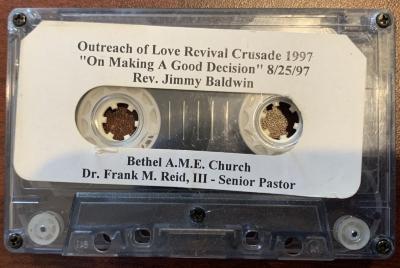 Outreach of Love Revival Crusade 1997
"On Making A Good Decision" 8/25/97
Rev. Jimmy Baldwin
Bethel A.M.E. Church
Dr. Frank M. Reid, III - Senior Pastor